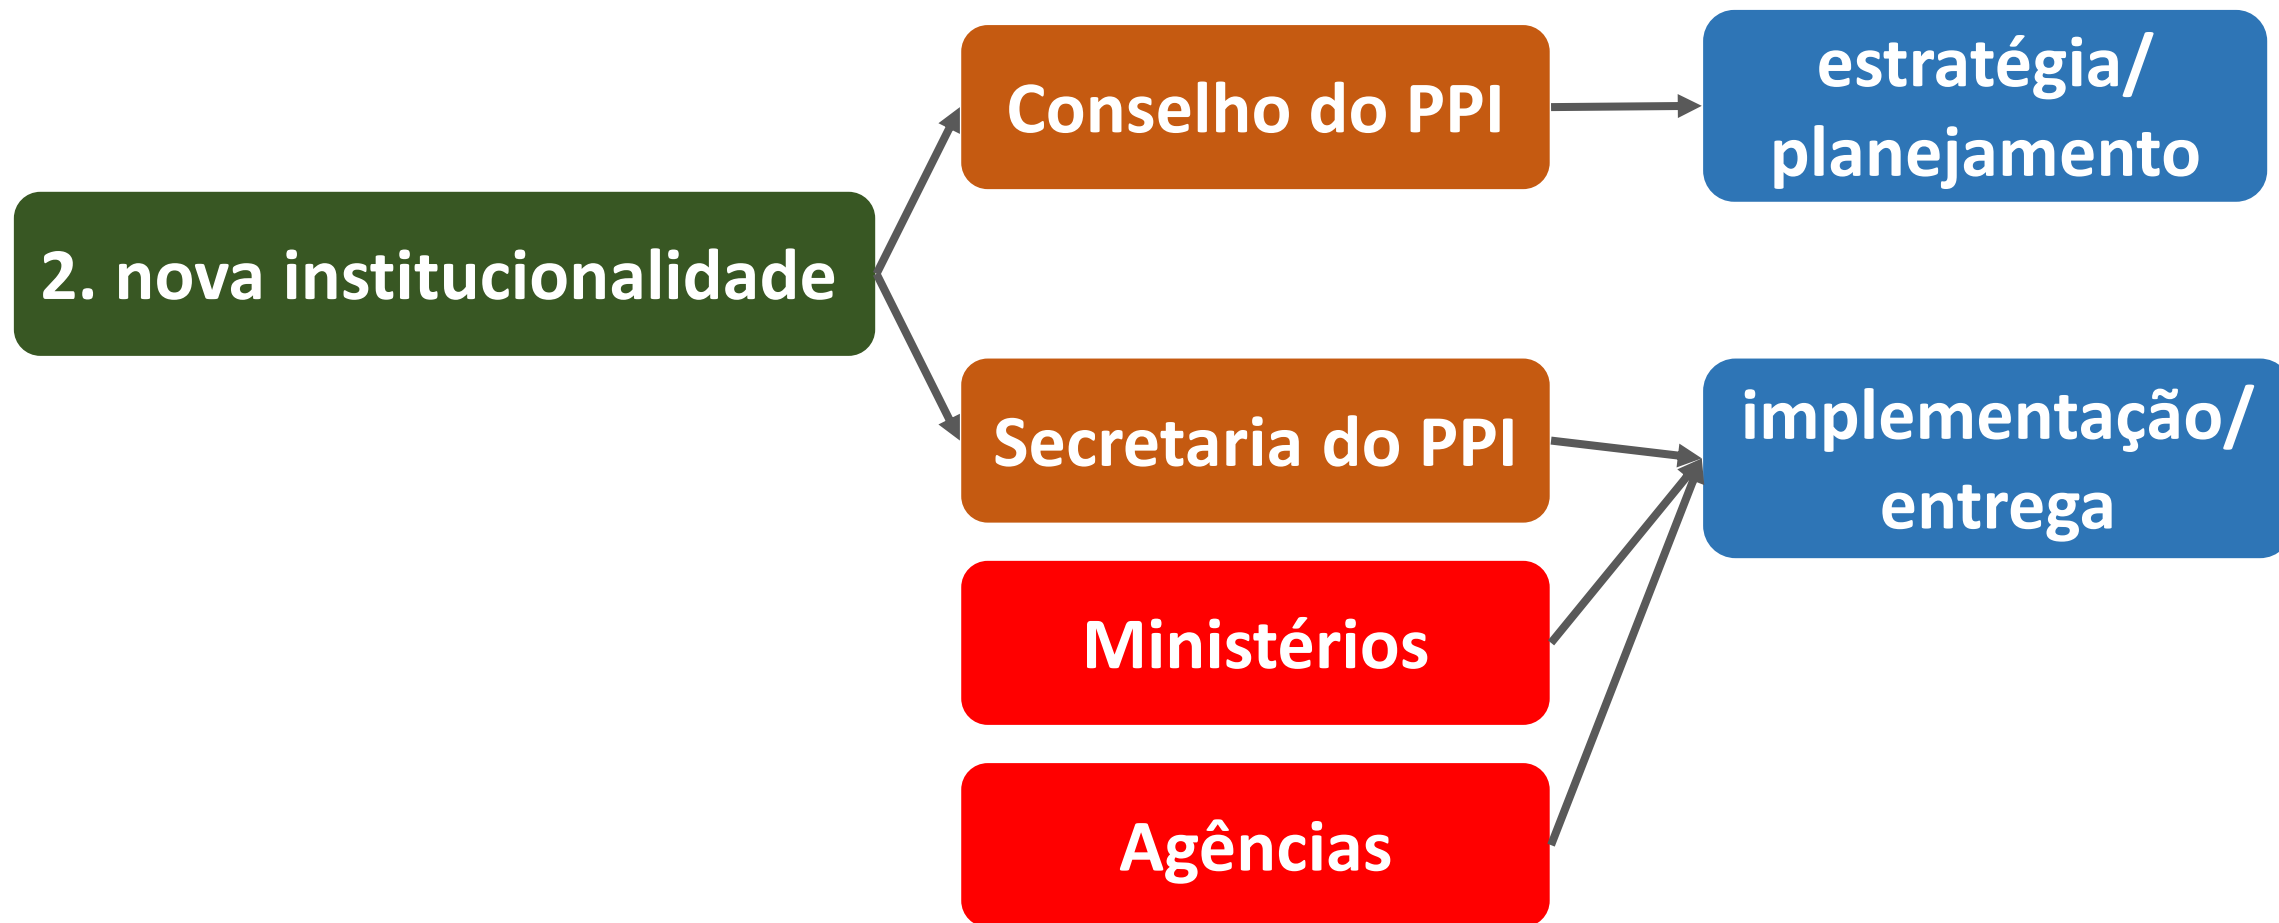 2. nova institucionalidade
Conselho do PPI
estratégia/
planejamento
Secretaria do PPI
implementação/
entrega
Ministérios
Agências